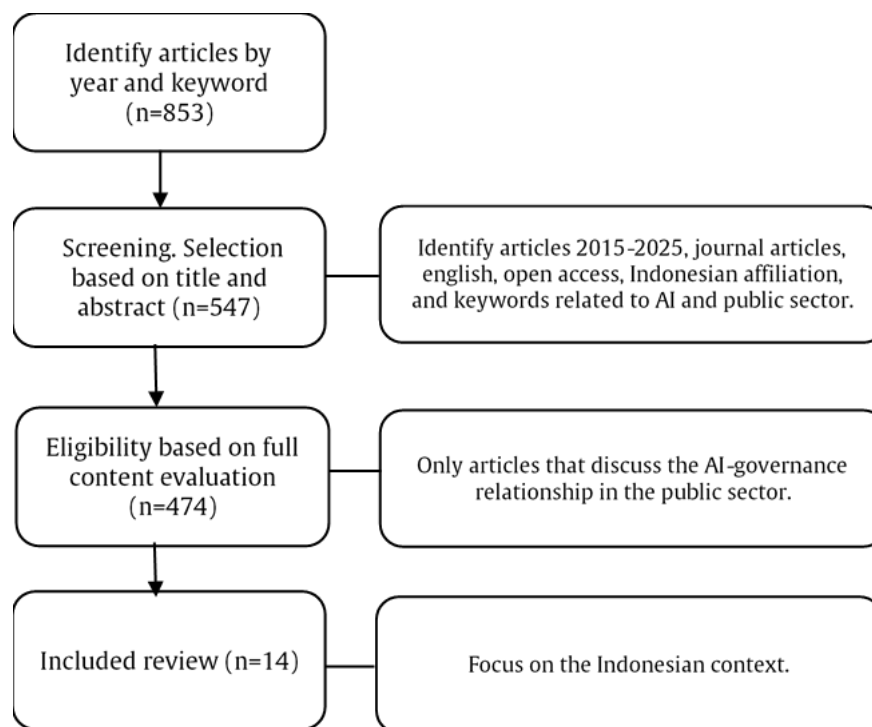 Identify articles by
year and keyword
(n=853)
Screening. Selection
based on title and
abstract (n=547)
Identify articles 2015-2025, journal articles,
english, open access, Indonesian affiliation,
and keywords related to AI and public sector.
Eligibility based on full
content evaluation
(n=474)
Only articles that discuss the AI-governance
relationship in the public sector.
Included review (n=14)
Focus on the Indonesian context.